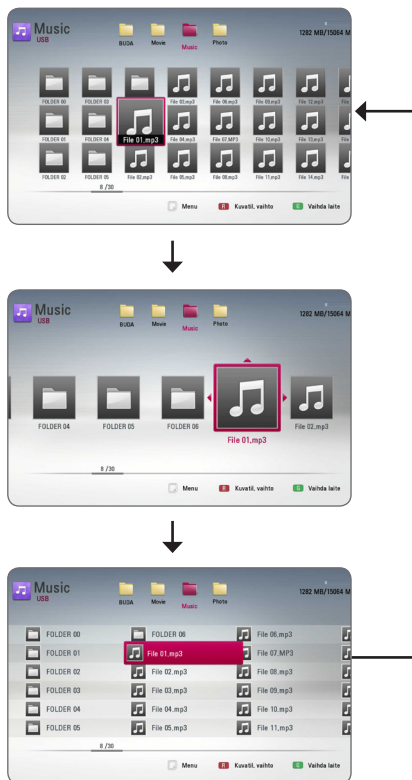 Music
USB
BUDA Movie Music Photo
1282 MB/15064 M
FOLDER 00 FOLDER 03 File 03.mp3 File 06.mp3 File 09.mp3 File 12.mp3 File
FOLDER 01 FOLDER 04 File 01.mp3 File 04.mp3 File 07.MP3 File 10.mp3 File 13.mp3 File
FOLDER 02 FOLDER 05 File 02.mp3 File 05.mp3 File 08.mp3 File 11.mp3 File 14.mp3 File
8 /30
Menu R Kuvatil, vaihto G Vaihda laite
Music
USB
BUDA Movie Music Photo
1282 MB/15064 M
FOLDER 04 FOLDER 05 FOLDER 06 File 01.mp3 File 02.mp3
8 /30
Menu R Kuvatil, vaihto G Vaihda laite
Music
USB
BUDA Movie Music Photo
1282 MB/15064 M
FOLDER 00 FOLDER 06 File 06.mp3
FOLDER 01 File 01.mp3 File 07.MP3
FOLDER 02 File 02.mp3 File 08.mp3
FOLDER 03 File 03.mp3 File 09.mp3
FOLDER 04 File 04.mp3 File 10.mp3
FOLDER 05 File 05.mp3 File 11.mp3
8 /30
Menu R Kuvatil, vaihto G Vaihda laite